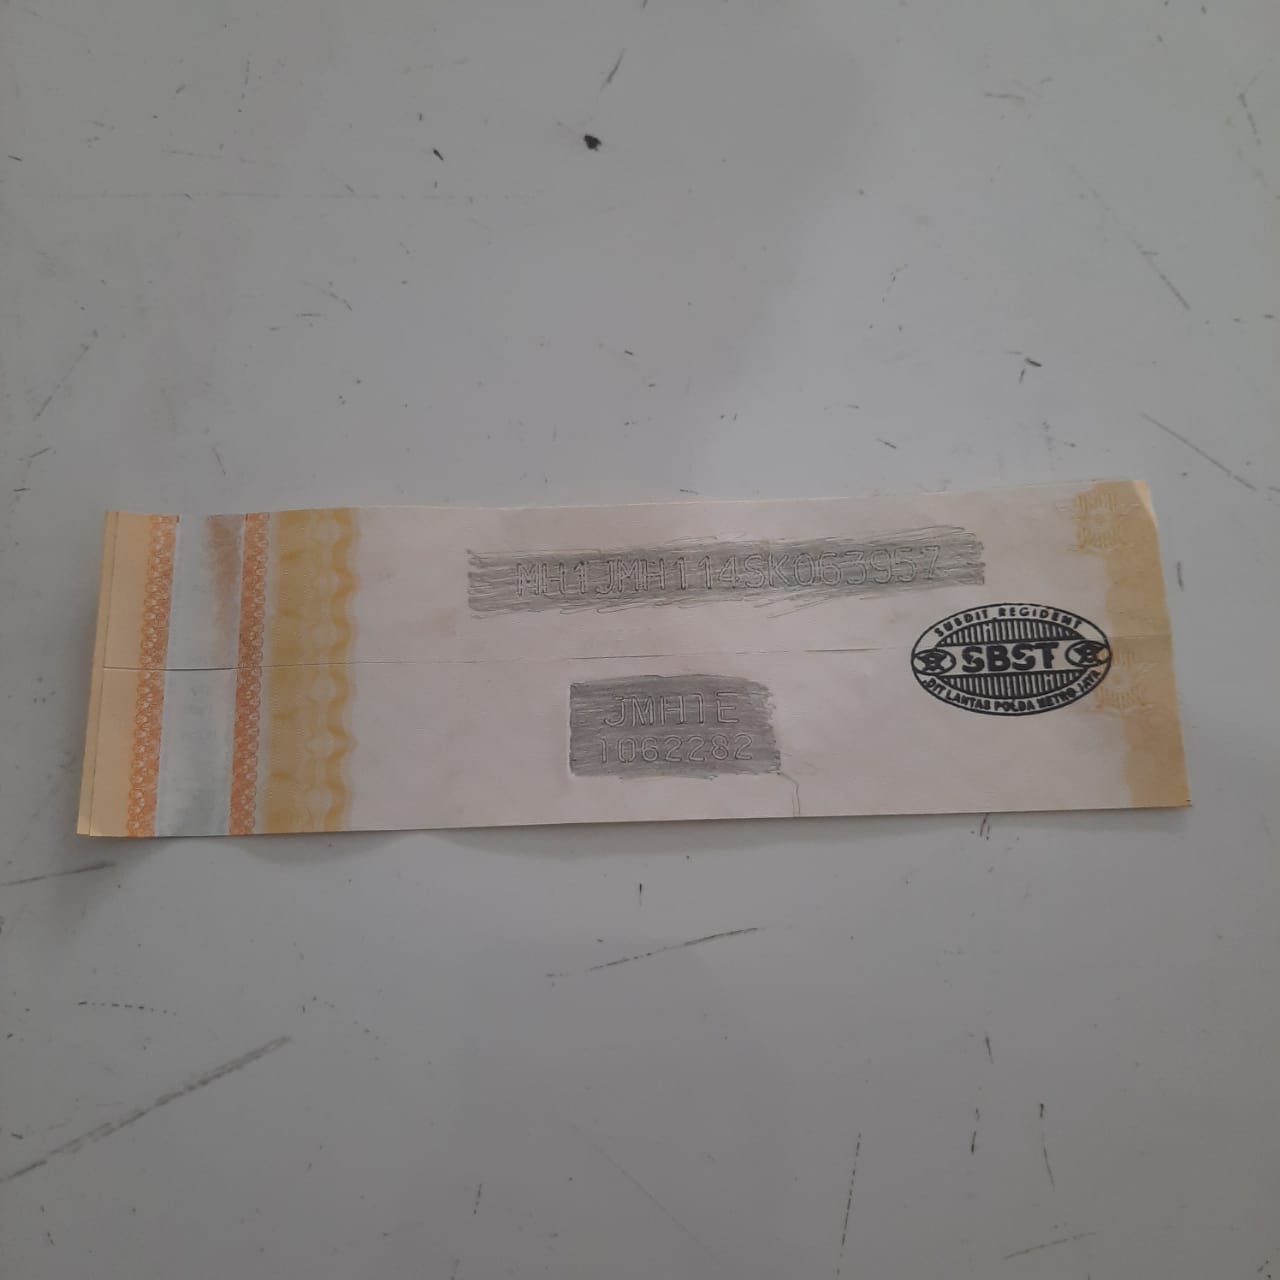 MH1JMH114SK063957
SUBDIT REGIDENT
SBST
DIT LANTAS POLDA METRO JAYA
JMH1E
1062282